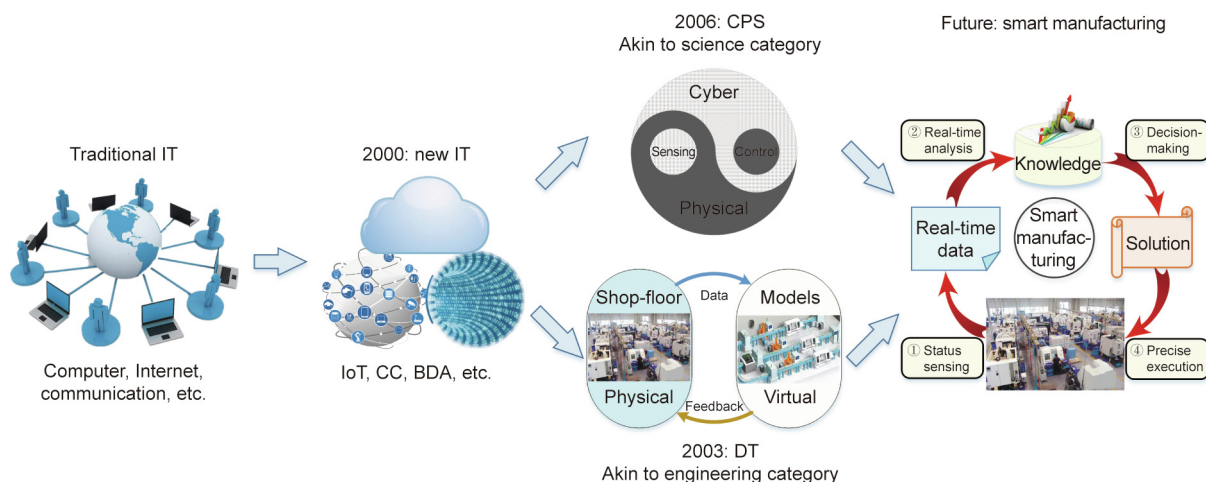 Traditional IT
Computer, Internet,
communication, etc.
2000: new IT
IoT, CC, BDA, etc.
2006: CPS
Akin to science category
Cyber
Sensing
Control
Physical
Shop-floor
Physical
Data
Feedback
Models
Virtual
2003: DT
Akin to engineering category
Future: smart manufacturing
② Real-time
analysis
Knowledge
③ Decision-
making
Real-time
data
Smart
manufac-
turing
Solution
① Status
sensing
④ Precise
execution